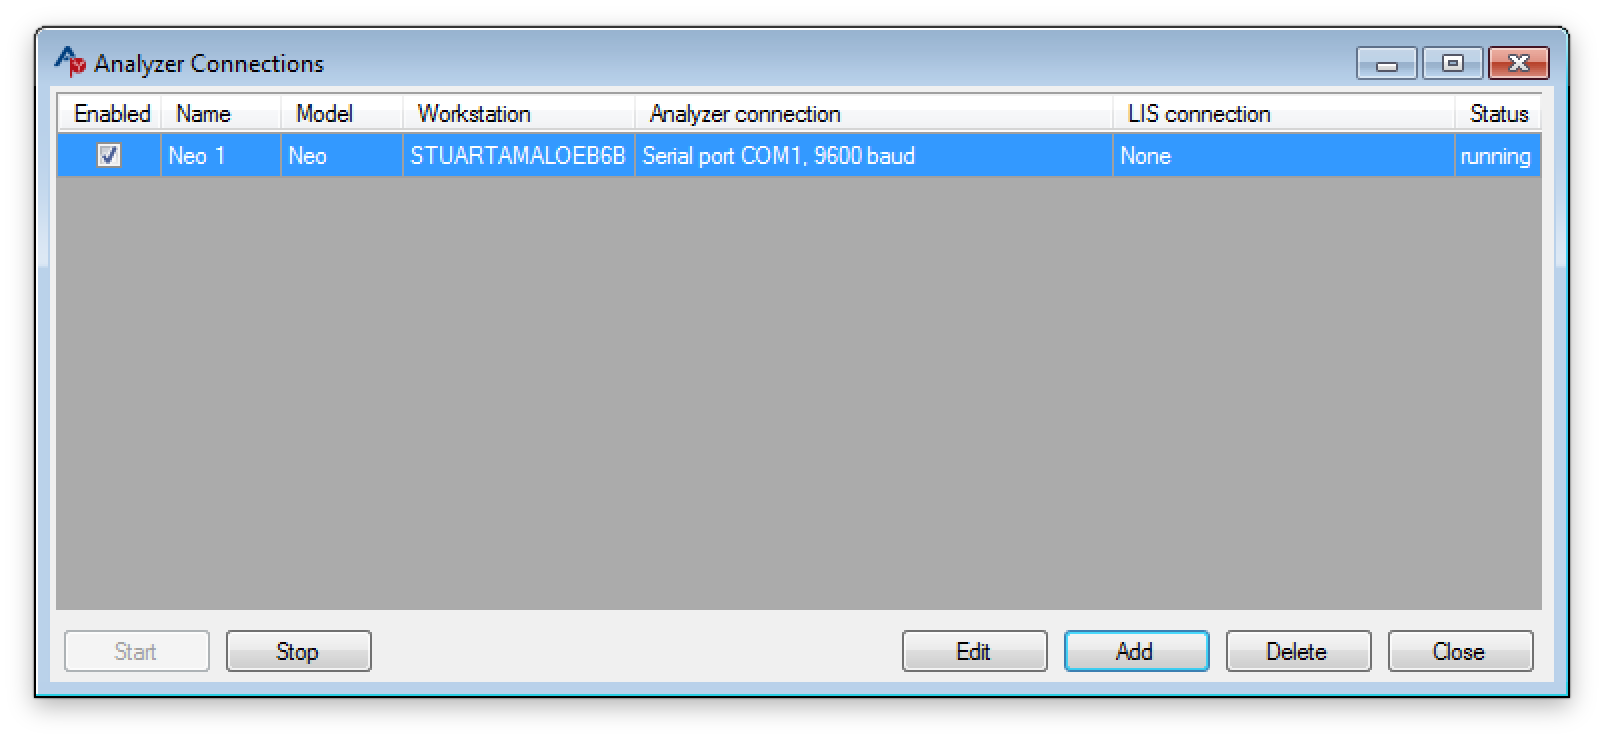 Analyzer Connections
Enabled Name Model Workstation Analyzer connection LIS connection Status
Neo 1 Neo STUARTAMALOEB6B Serial port COM1, 9600 baud None running
Start Stop Edit Add Delete Close